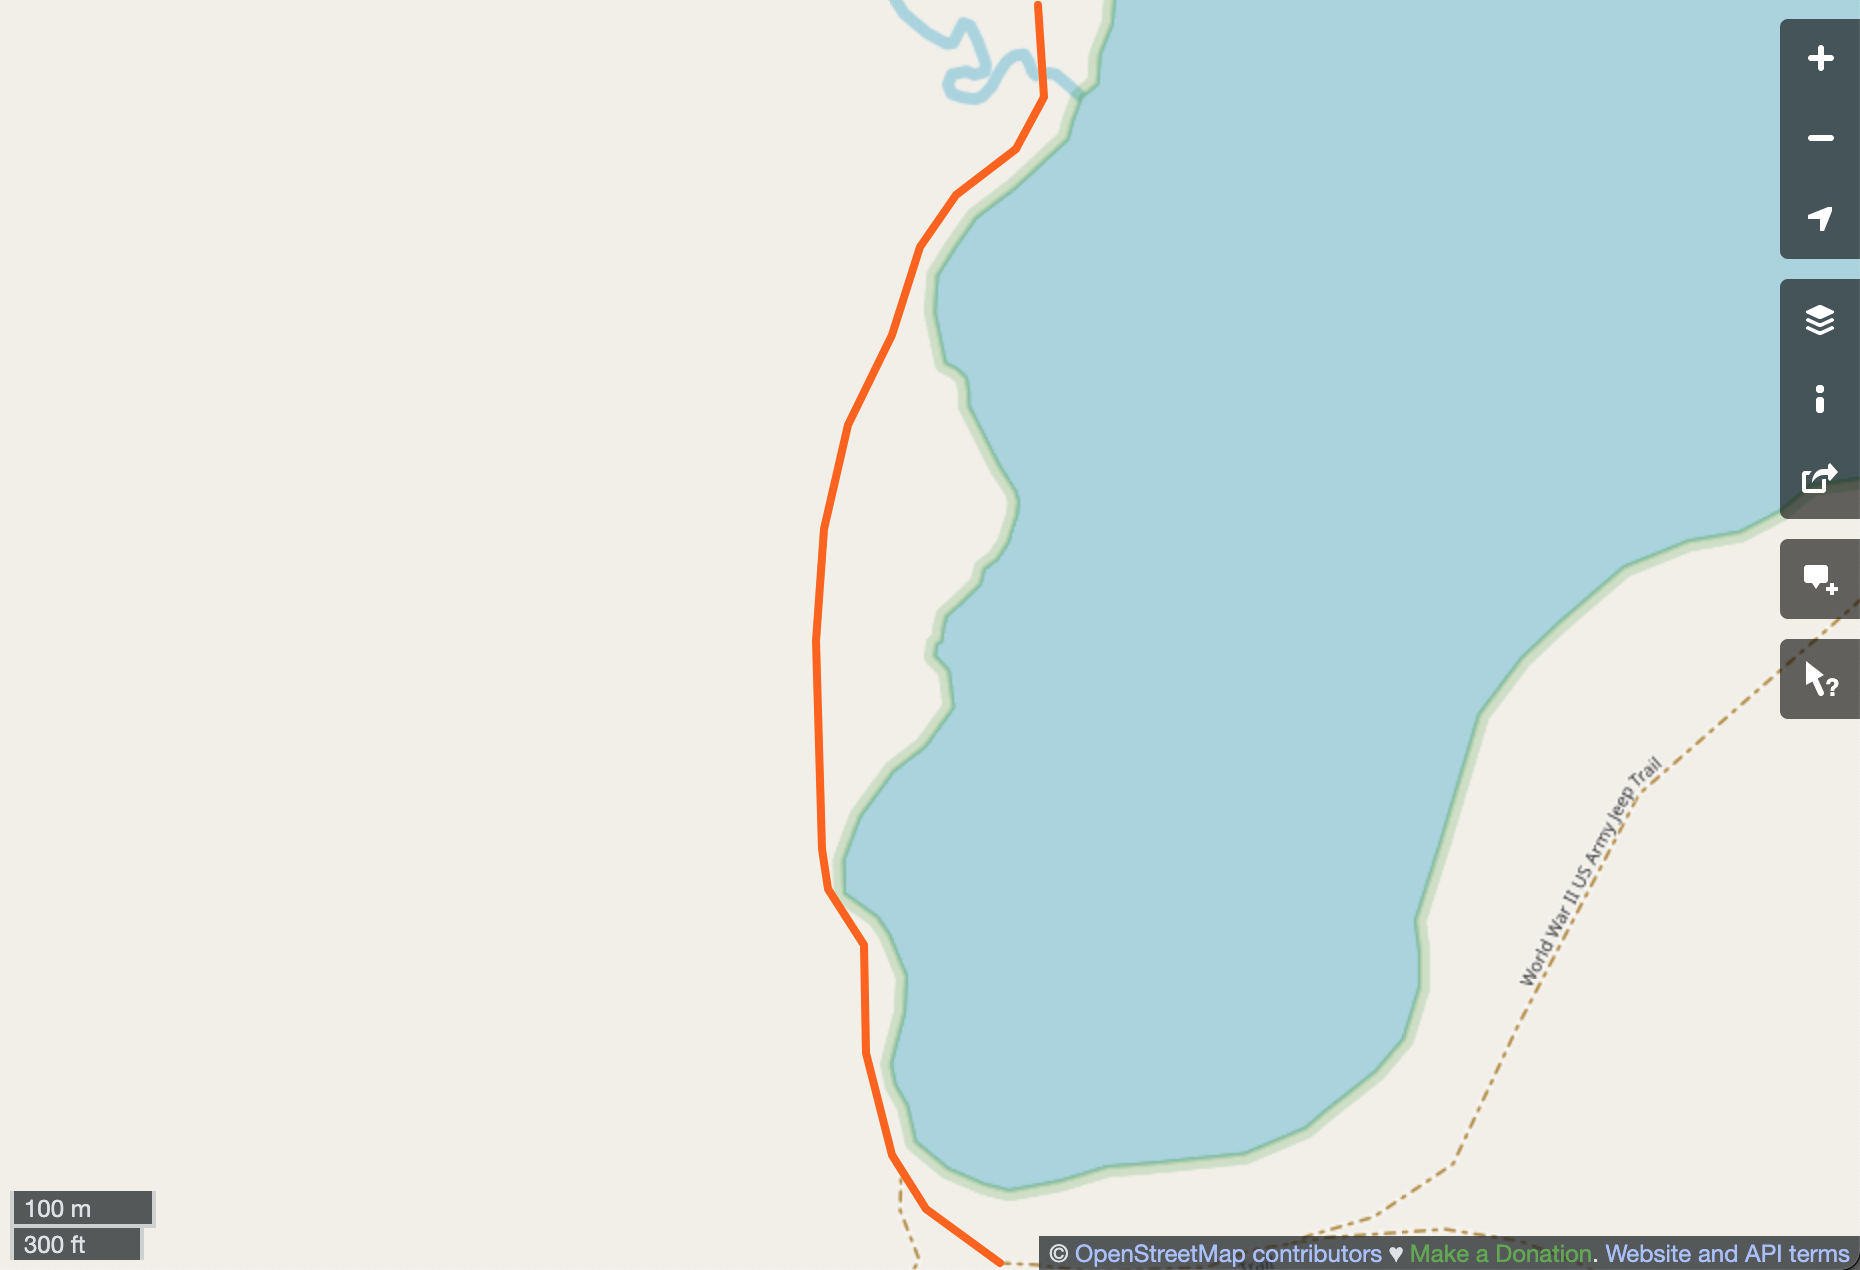 World War II US Army Jeep Trail
100 m
300 ft
© OpenStreetMap contributors ♥ Make a Donation. Website and API terms